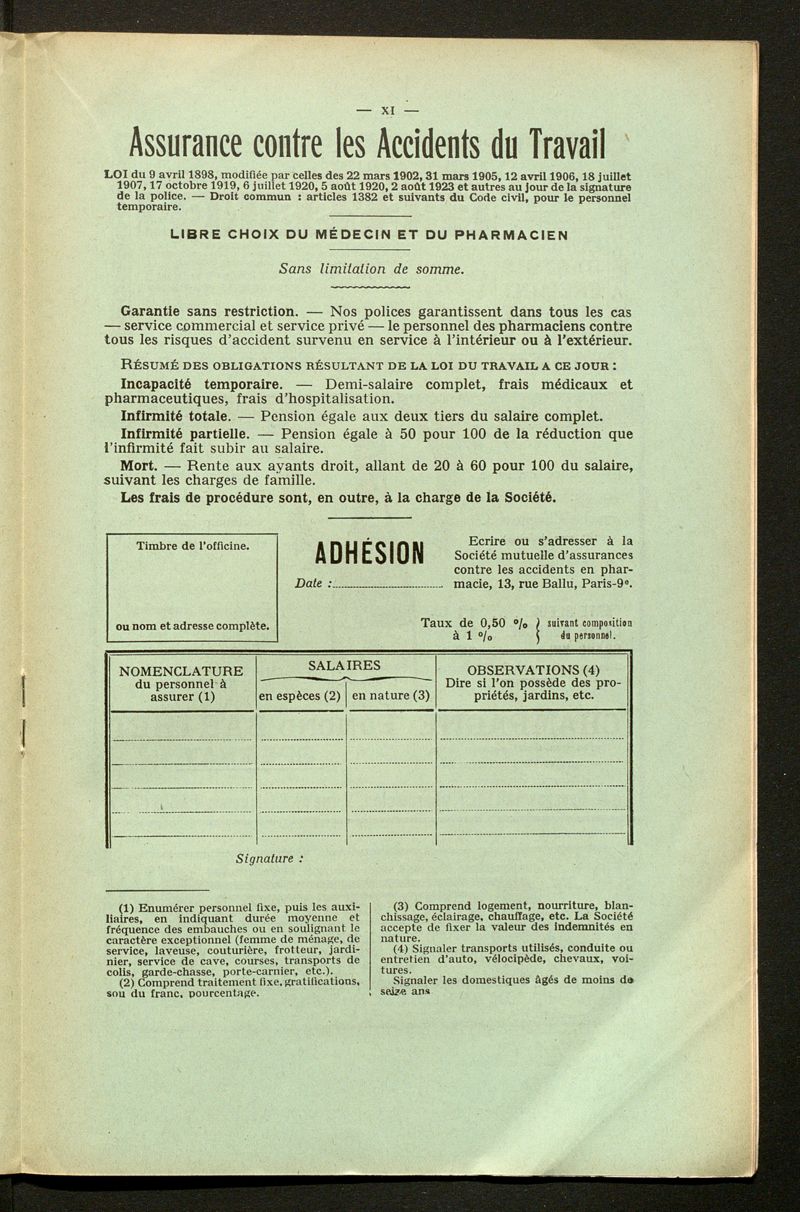 — XI —
Assurance contre les Accidents du Travail
LOI du 9 avril 1898, modifiée par celles des 22 mars 1902, 31 mars 1905, 12 avril 1906, 18 juillet
1907, 17 octobre 1919, 6 juillet 1920, 5 août 1920, 2 août 1923 et autres au jour de la signature
de la police. — Droit commun : articles 1382 et suivants du Code civil, pour le personnel
temporaire.
LIBRE CHOIX DU MÉDECIN ET DU PHARMACIEN
Sans limitation de somme.
Garantie sans restriction. — Nos polices garantissent dans tous les cas
— service commercial et service privé — le personnel des pharmaciens contre
tous les risques d'accident survenu en service à l'intérieur ou à l'extérieur.
RÉSUMÉ DES OBLIGATIONS RÉSULTANT DE LA LOI DU TRAVAIL A CE JOUR :
Incapacité temporaire. — Demi-salaire complet, frais médicaux et
pharmaceutiques, frais d'hospitalisation.
Infirmité totale. — Pension égale aux deux tiers du salaire complet.
Infirmité partielle. — Pension égale à 50 pour 100 de la réduction que
l'infirmité fait subir au salaire.
Mort. — Rente aux ayants droit, allant de 20 à 60 pour 100 du salaire,
suivant les charges de famille.
Les frais de procédure sont, en outre, à la charge de la Société.
Timbre de l'officine.
ou nom et adresse complète.
ADHÉSION
Date :
Ecrire ou s'adresser à la
Société mutuelle d'assurances
contre les accidents en phar-
macie, 13, rue Ballu, Paris-9e.
Taux de 0,50 % } suivant composition
à 1 % } du personnel.
NOMENCLATURE
du personnel à
assurer (1)
SALAIRES
en espèces (2) en nature (3)
OBSERVATIONS (4)
Dire si l'on possède des pro-
priétés, jardins, etc.
Signature :
(1) Enumérer personnel fixe, puis les auxi-
liaires, en indiquant durée moyenne et
fréquence des embauches ou en soulignant le
caractère exceptionnel (femme de ménage, de
service, laveuse, couturière, frotteur, jardi-
nier, service de cave, courses, transports de
colis, garde-chasse, porte-carnier, etc.).
(2) Comprend traitement fixe, gratifications,
sou du franc, pourcentage.
(3) Comprend logement, nourriture, blan-
chissage, éclairage, chauffage, etc. La Société
accepte de fixer la valeur des indemnités en
nature.
(4) Signaler transports utilisés, conduite ou
entretien d'auto, vélocipède, chevaux, voi-
tures.
Signaler les domestiques âgés de moins de
seize ans